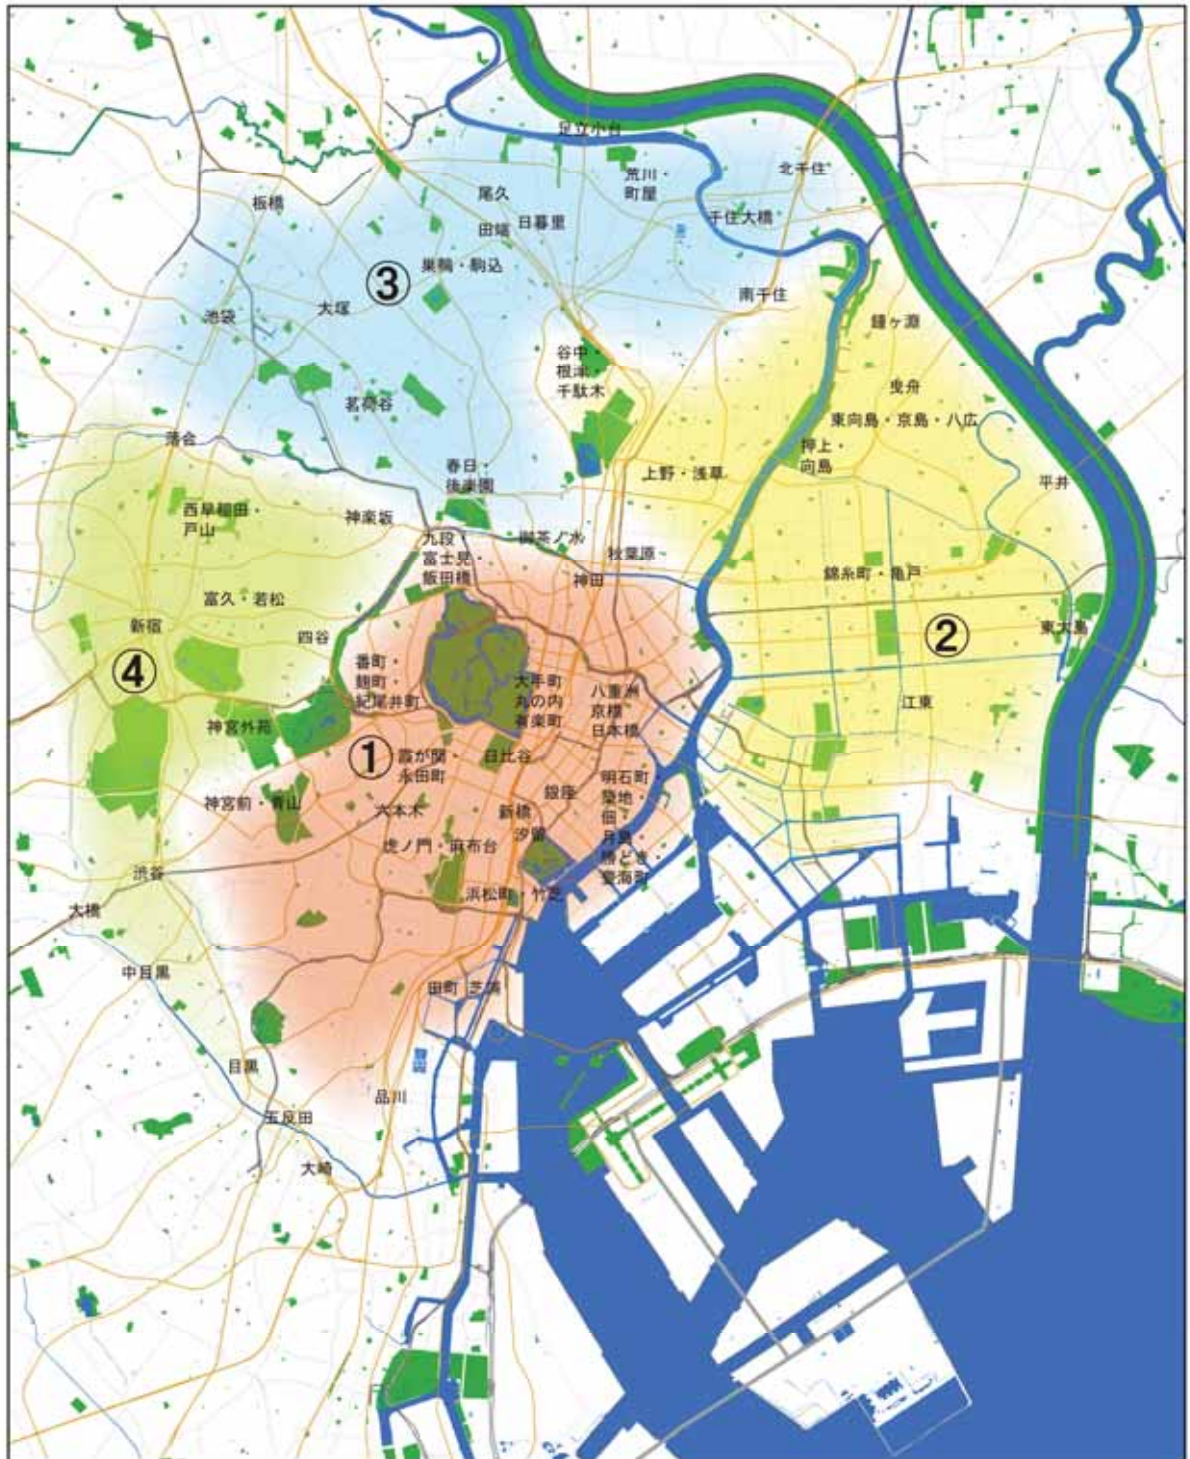 足立小台
荒川・
町屋
北千住
尾久
板橋
千住大橋
日暮里
田端
巣鴨・駒込
③
南千住
大塚
池袋
鐘ヶ淵
谷中・
根津・
千駄木
曳舟
茗荷谷
東向島・京島・八広
落合
押上・
向島
春日・
後楽園
上野・浅草
平井
西早稲田・
戸山
神楽坂
九段・
富士見・
飯田橋
御茶ノ水
秋葉原
神田
錦糸町・亀戸
富久・若松
新宿
四谷
②
東大島
④
番町・
麹町・
紀尾井町
大手町
丸の内
有楽町
八重洲
京橋
日本橋
江東
神宮外苑
①
霞が関・
永田町
日比谷
明石町・
築地・
佃・
月島・
勝どき・
豊海町
銀座
神宮前・青山
六本木
新橋
汐留
虎ノ門・麻布台
渋谷
浜松町・竹芝
大橋
中目黒
田町
芝浦
目黒
品川
五反田
大崎